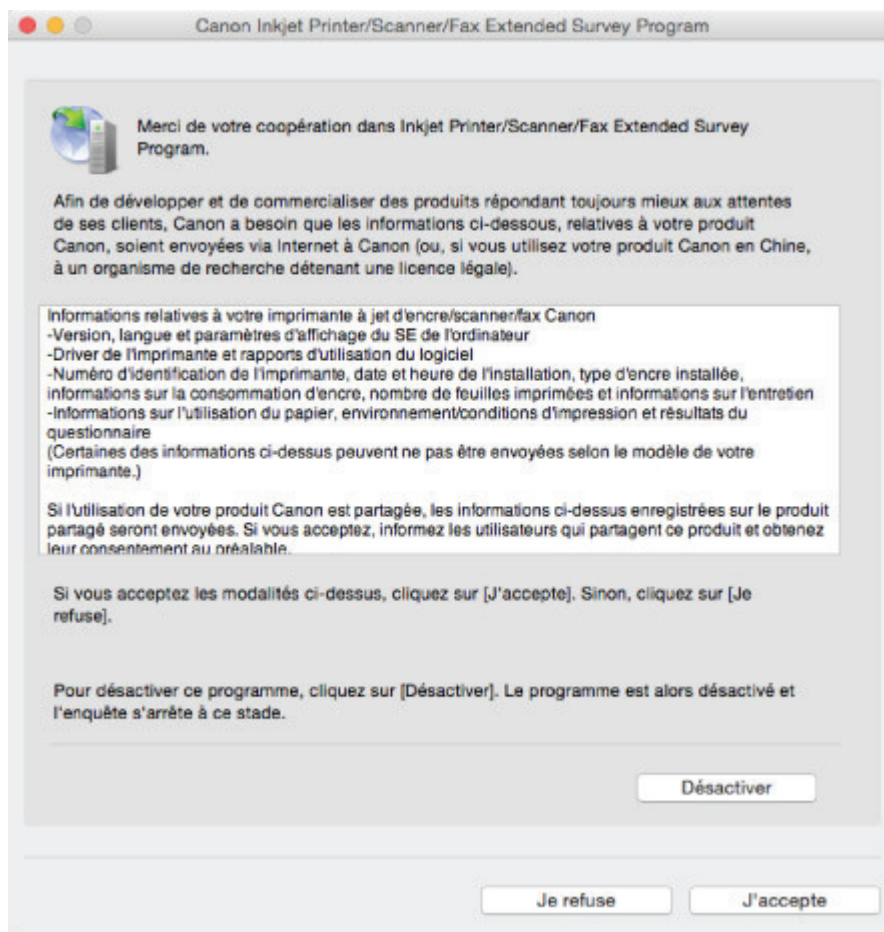 Canon Inkjet Printer/Scanner/Fax Extended Survey Program
Merci de votre coopération dans Inkjet Printer/Scanner/Fax Extended Survey
Program.
Afin de développer et de commercialiser des produits répondant toujours mieux aux attentes
de ses clients, Canon a besoin que les informations ci-dessous, relatives à votre produit
Canon, soient envoyées via Internet à Canon (ou, si vous utilisez votre produit Canon en Chine,
à un organisme de recherche détenant une licence légale).
Informations relatives à votre imprimante à jet d'encre/scanner/fax Canon
-Version, langue et paramètres d'affichage du SE de l'ordinateur
-Driver de l'imprimante et rapports d'utilisation du logiciel
-Numéro d'identification de l'imprimante, date et heure de l'installation, type d'encre installée,
informations sur la consommation d'encre, nombre de feuilles imprimées et informations sur l'entretien
-Informations sur l'utilisation du papier, environnement/conditions d'impression et résultats du
questionnaire
(Certaines des informations ci-dessus peuvent ne pas être envoyées selon le modèle de votre
imprimante.)
Si l'utilisation de votre produit Canon est partagée, les informations ci-dessus enregistrées sur le produit
partagé seront envoyées. Si vous acceptez, informez les utilisateurs qui partagent ce produit et obtenez
leur consentement au préalable.
Si vous acceptez les modalités ci-dessus, cliquez sur [J'accepte]. Sinon, cliquez sur [Je
refuse].
Pour désactiver ce programme, cliquez sur [Désactiver]. Le programme est alors désactivé et
l'enquête s'arrête à ce stade.
Désactiver
Je refuse
J'accepte